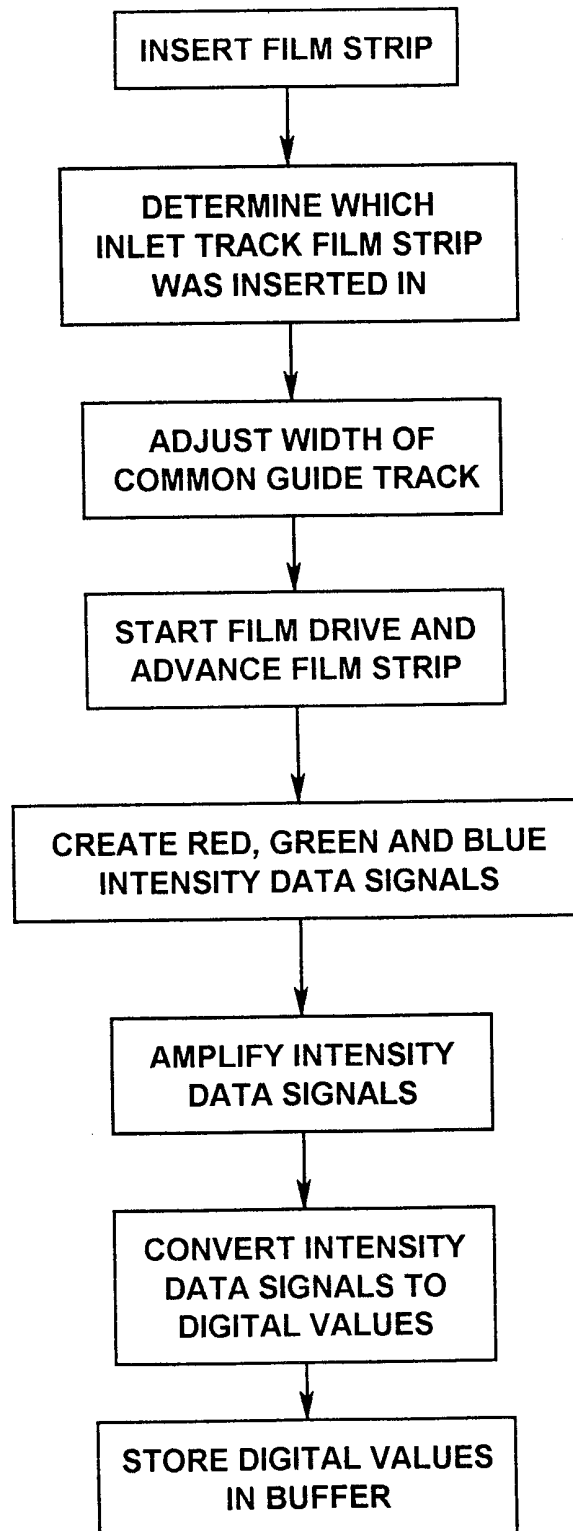 INSERT FILM STRIP
DETERMINE WHICH
INLET TRACK FILM STRIP
WAS INSERTED IN
ADJUST WIDTH OF
COMMON GUIDE TRACK
START FILM DRIVE AND
ADVANCE FILM STRIP
CREATE RED, GREEN AND BLUE
INTENSITY DATA SIGNALS
AMPLIFY INTENSITY
DATA SIGNALS
CONVERT INTENSITY
DATA SIGNALS TO
DIGITAL VALUES
STORE DIGITAL VALUES
IN BUFFER